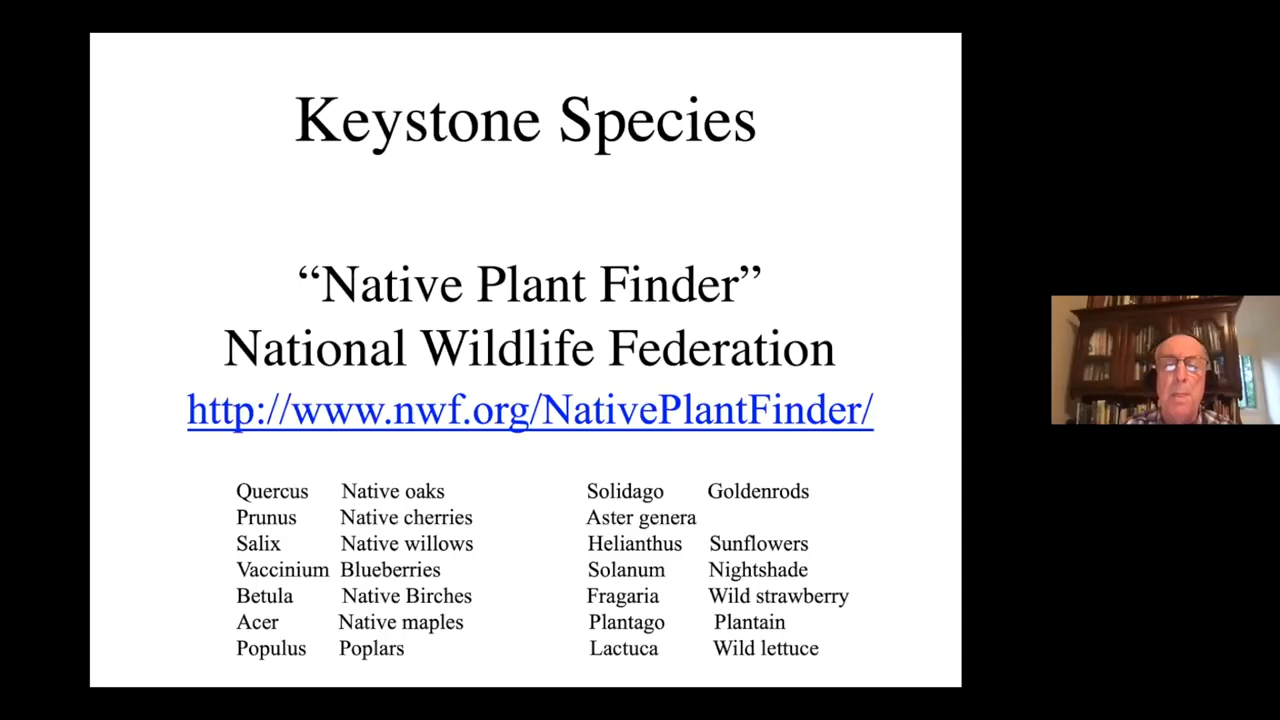 Keystone Species
“Native Plant Finder”
National Wildlife Federation
http://www.nwf.org/NativePlantFinder/
Quercus Native oaks
Prunus Native cherries
Salix Native willows
Vaccinium Blueberries
Betula Native Birches
Acer Native maples
Populus Poplars
Solidago Goldenrods
Aster genera
Helianthus Sunflowers
Solanum Nightshade
Fragaria Wild strawberry
Plantago Plantain
Lactuca Wild lettuce